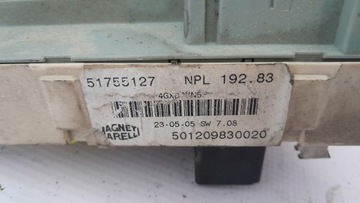 51755127 NPL 192.83
23-05-05 SW 7.08
MAGNETI
MARELLI
501209830020